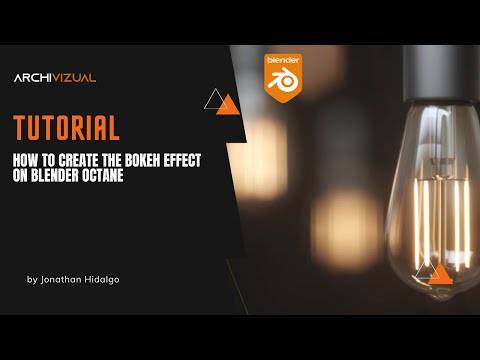 ARCHIVIZUAL
blender
TUTORIAL
HOW TO CREATE THE BOKEH EFFECT
ON BLENDER OCTANE
by Jonathan Hidalgo